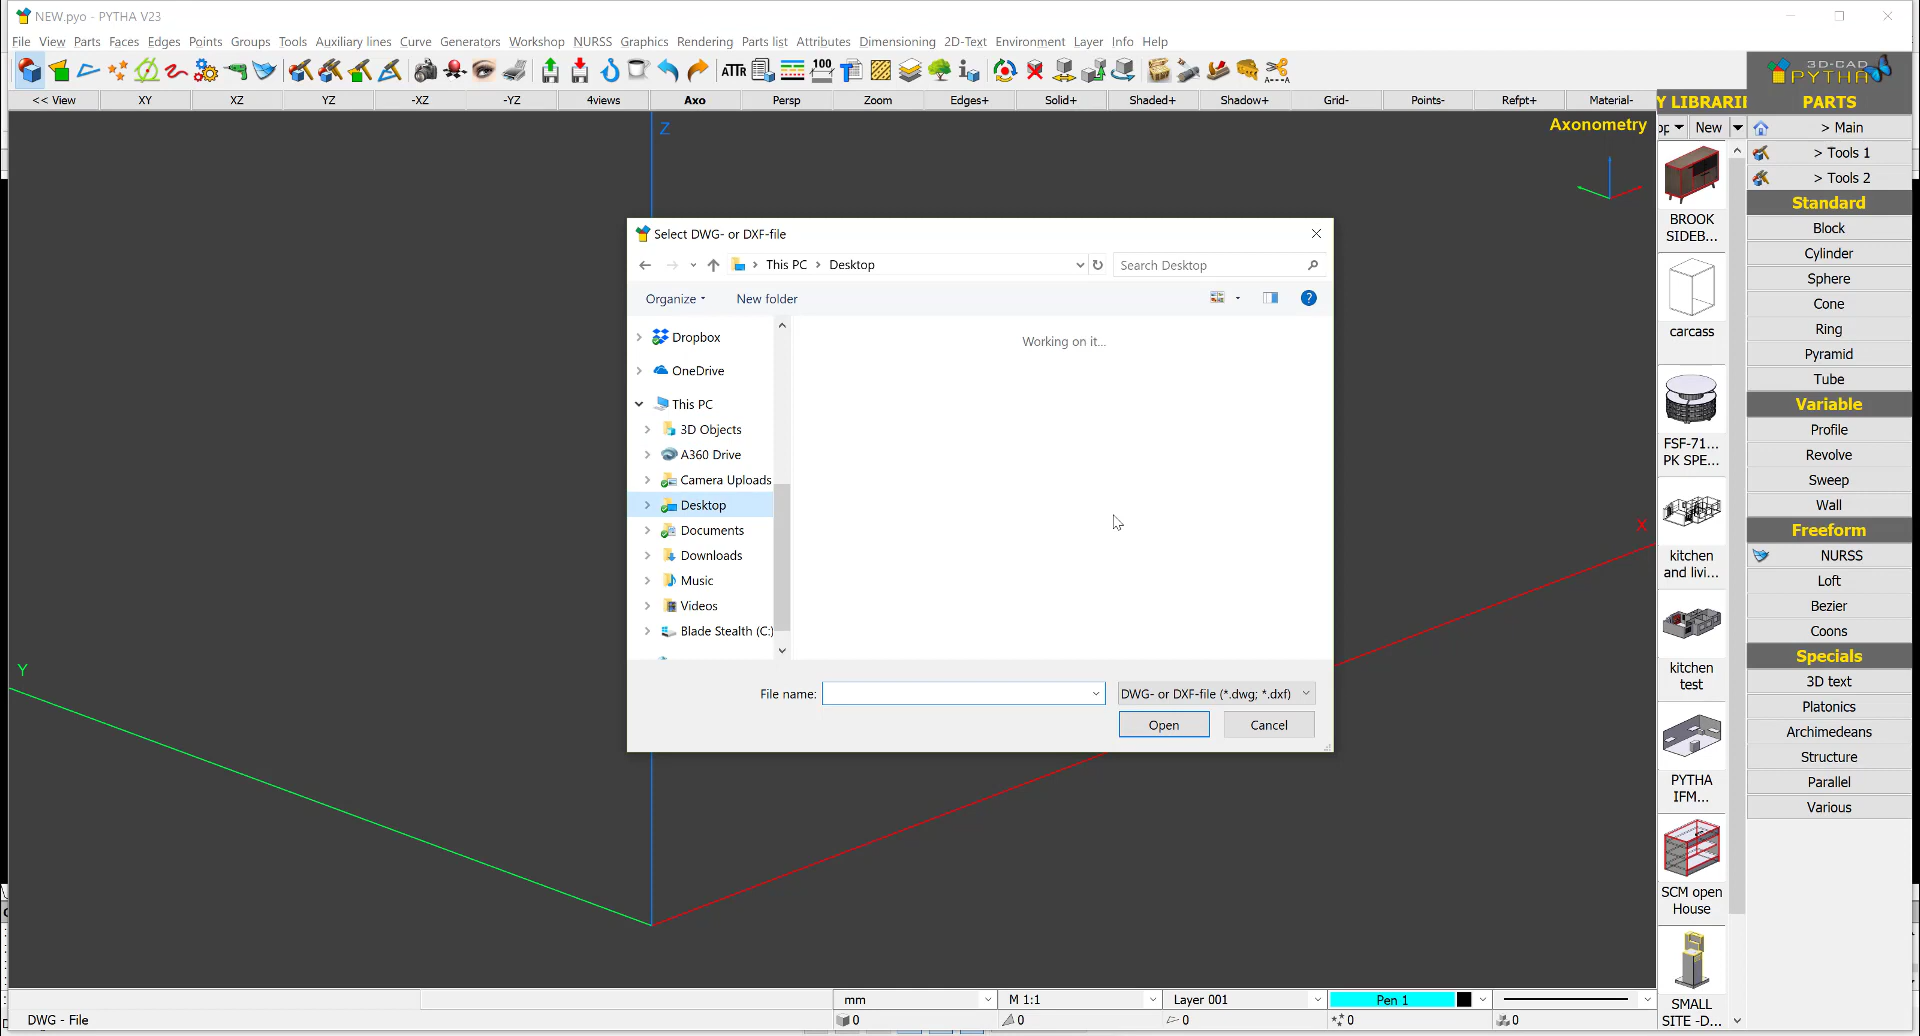 NEW.pyo - PYTHA V23
File View Parts Faces Edges Points Groups Tools Auxiliary lines Curve Generators Workshop NURSS Graphics Rendering Parts list Attributes Dimensioning 2D-Text Environment Layer Info Help
ATTR 100 A---A
3D-CAD
PYTHA
<< View XY XZ YZ -XZ -YZ 4views Axo Persp Zoom Edges+ Solid+ Shaded+ Shadow+ Grid- Points- Refpt+ Material-
Y LIBRARIE
PARTS
Axonometry
New
> Main
> Tools 1
> Tools 2
Standard
Block
Cylinder
Sphere
Cone
Ring
Pyramid
Tube
Variable
Profile
Revolve
Sweep
Wall
Freeform
NURSS
Loft
Bezier
Coons
Specials
3D text
Platonics
Archimedeans
Structure
Parallel
Various
BROOK
SIDEB...
carcass
FSF-71...
PK SPE...
kitchen
and livi...
kitchen
test
PYTHA
IFM...
SCM open
House
SMALL
SITE -D...
Z
X
Y
Select DWG- or DXF-file
This PC > Desktop
Search Desktop
Organize
New folder
?
Dropbox
OneDrive
This PC
3D Objects
A360 Drive
Camera Uploads
Desktop
Documents
Downloads
Music
Videos
Blade Stealth (C:)
Working on it...
File name:
DWG- or DXF-file (*.dwg; *.dxf)
Open
Cancel
mm
M 1:1
Layer 001
Pen 1
DWG - File
0
0
0
0
0